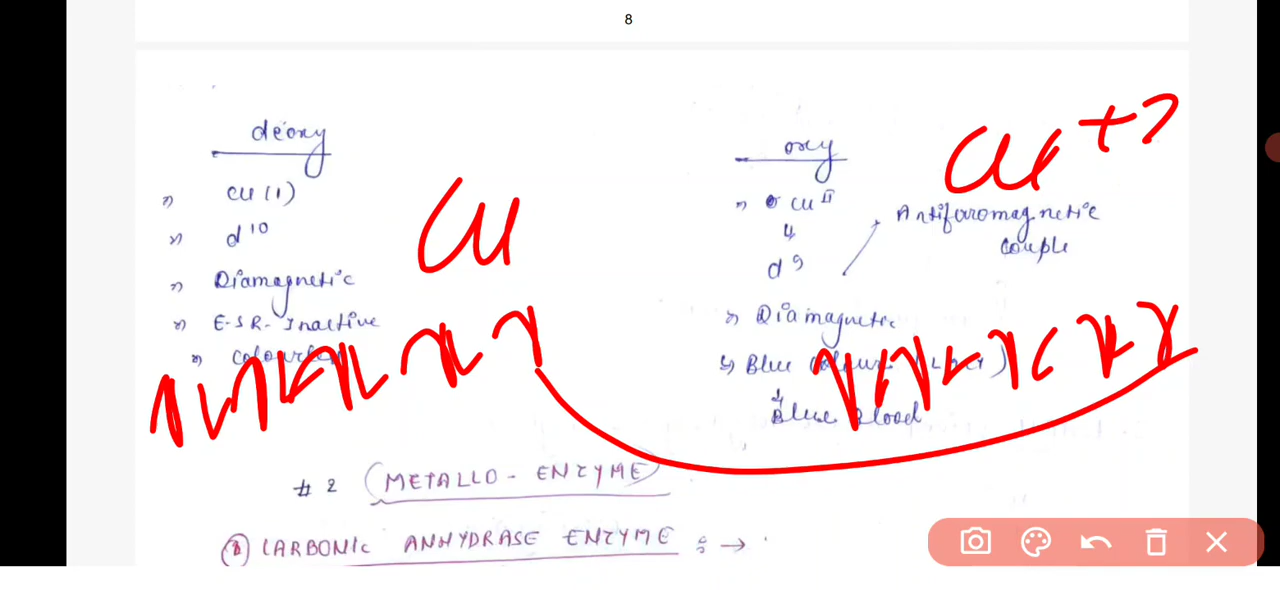 8
deoxy
Cu (1)
d10
Diamagnetic
E-S R- Inactive
Cu
oxy
Cu II
d9
Antiferromagnetic
couple
Diamagnetic
Blue
Blue Blood
Cu+2
# 2 (METALLO - ENZYME)
CARBONIC ANHYDRASE ENZYME : →